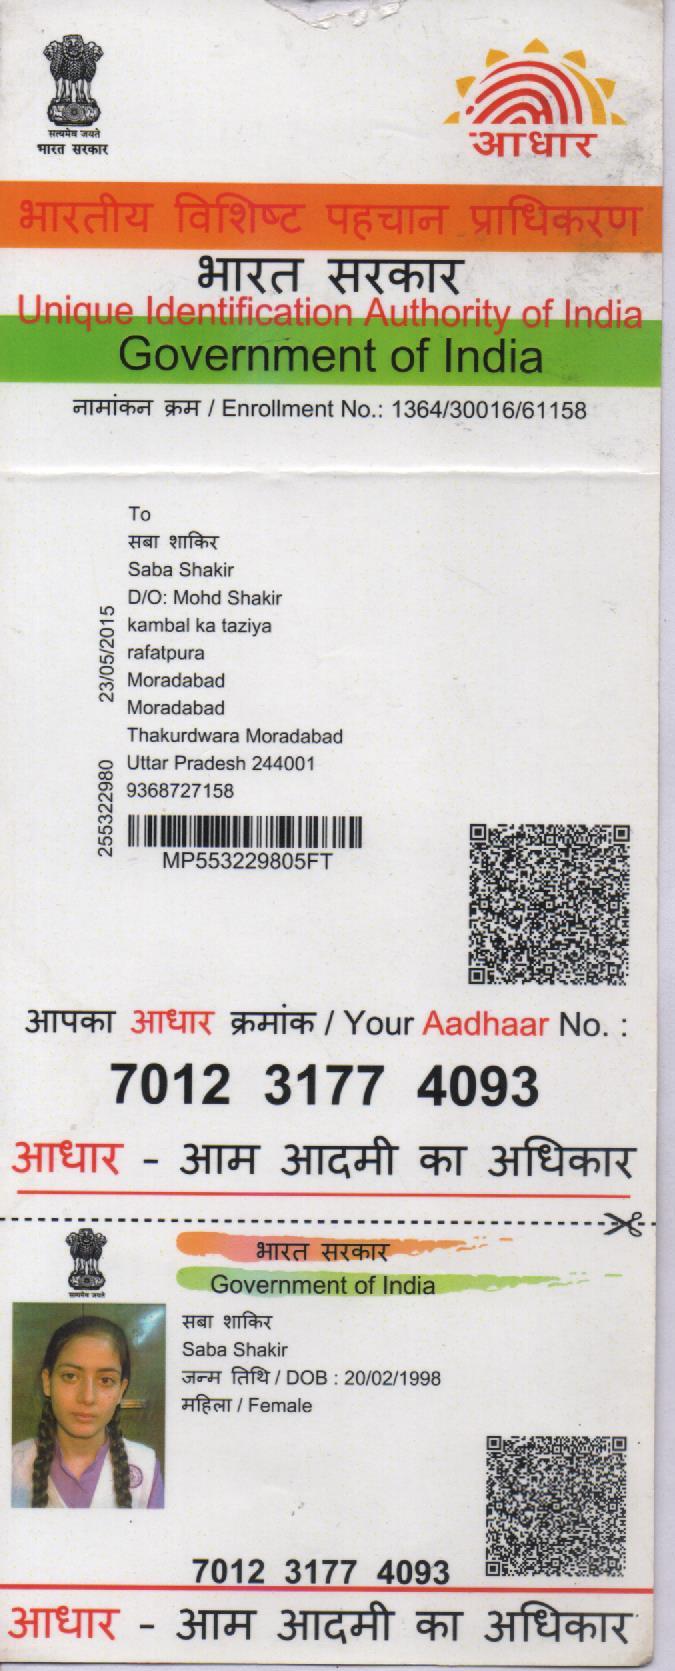 सत्यमेव जयते
भारत सरकार
आधार
भारतीय विशिष्ट पहचान प्राधिकरण
भारत सरकार
Unique Identification Authority of India
Government of India
नामांकन क्रम / Enrollment No.: 1364/30016/61158
To
सबा शाकिर
Saba Shakir
D/O: Mohd Shakir
kambal ka taziya
rafatpura
Moradabad
Moradabad
Thakurdwara Moradabad
Uttar Pradesh 244001
9368727158
23/05/2015
255322980
MP553229805FT
आपका आधार क्रमांक / Your Aadhaar No. :
7012 3177 4093
आधार - आम आदमी का अधिकार
सत्यमेव जयते
भारत सरकार
Government of India
सबा शाकिर
Saba Shakir
जन्म तिथि / DOB : 20/02/1998
महिला / Female
7012 3177 4093
आधार - आम आदमी का अधिकार